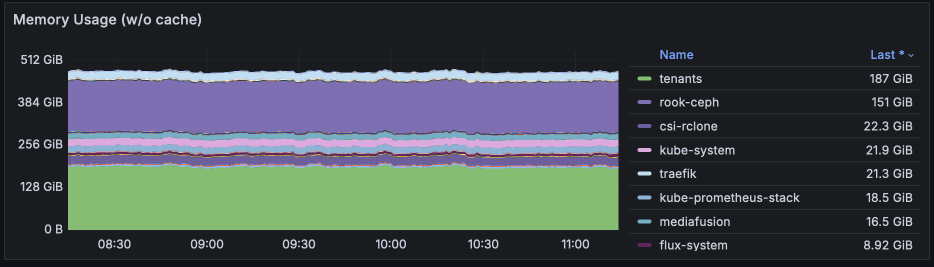 Memory Usage (w/o cache)
512 GiB
384 GiB
256 GiB
128 GiB
0 B
08:30 09:00 09:30 10:00 10:30 11:00
Name Last *
tenants 187 GiB
rook-ceph 151 GiB
csi-rclone 22.3 GiB
kube-system 21.9 GiB
traefik 21.3 GiB
kube-prometheus-stack 18.5 GiB
mediafusion 16.5 GiB
flux-system 8.92 GiB